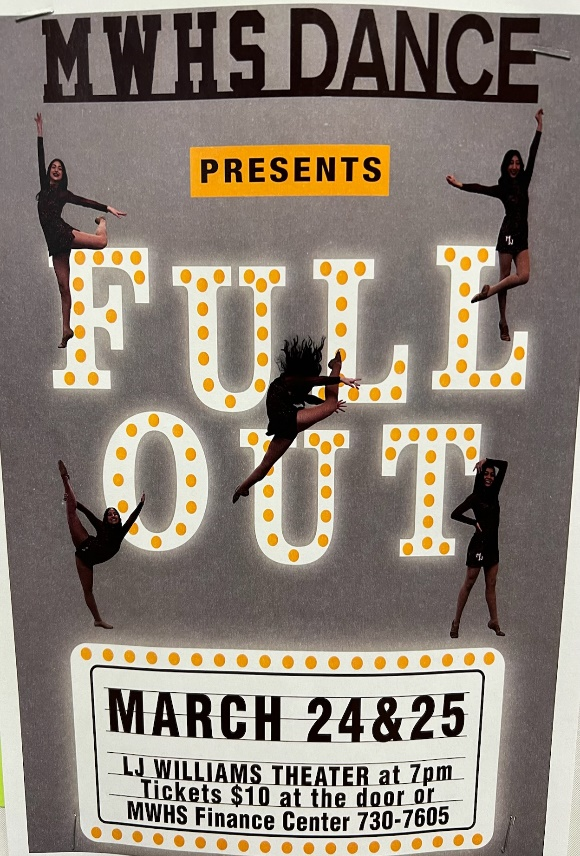 MWHS DANCE
PRESENTS
FULL
OUT
MARCH 24&25
LJ WILLIAMS THEATER at 7pm
Tickets $10 at the door or
MWHS Finance Center 730-7605